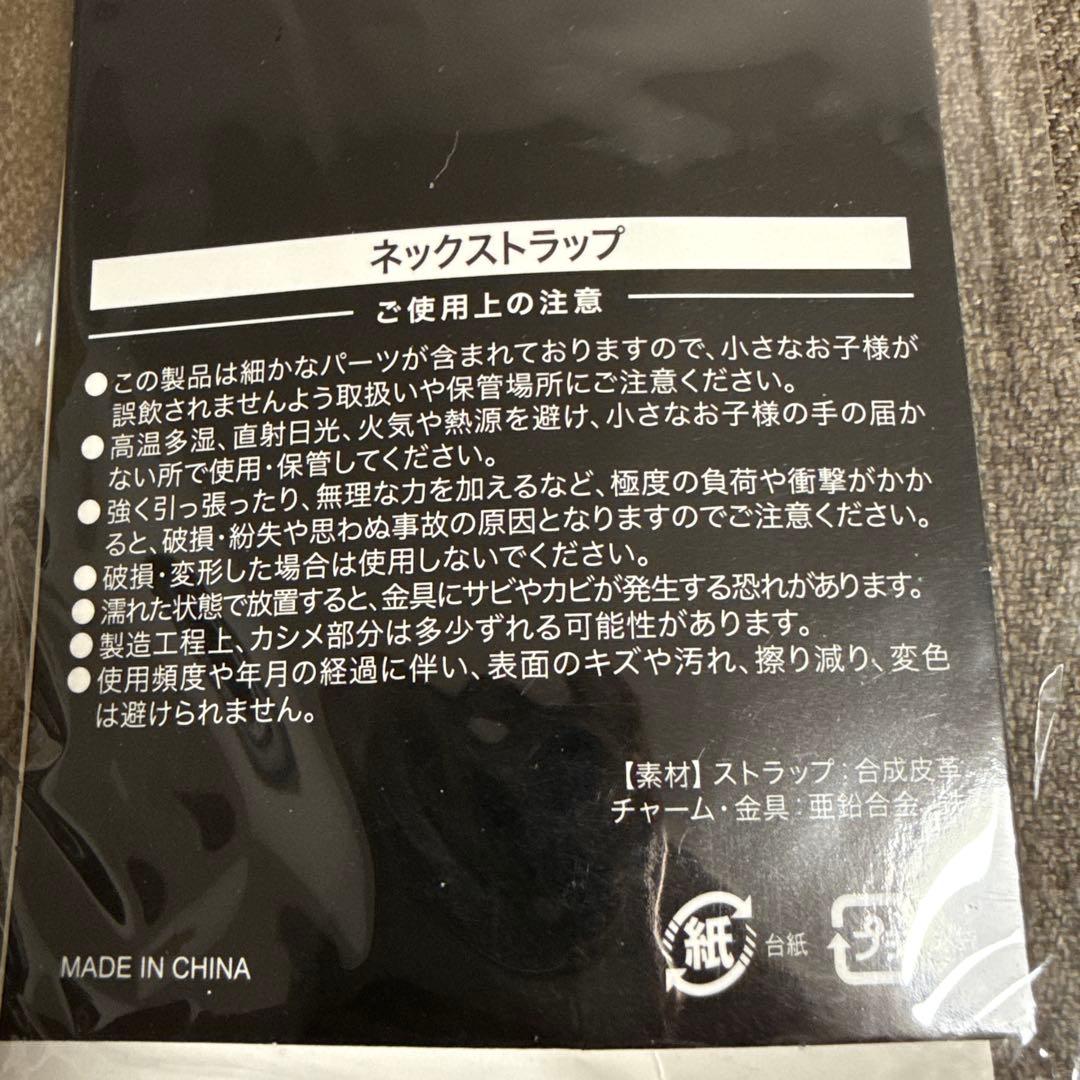 ネックストラップ
ご使用上の注意
●この製品は細かなパーツが含まれておりますので、小さなお子様が
誤飲されませんよう取扱いや保管場所にご注意ください。
●高温多湿、直射日光、火気や熱源を避け、小さなお子様の手の届か
ない所で使用・保管してください。
●強く引っ張ったり、無理な力を加えるなど、極度の負荷や衝撃がかか
ると、破損・紛失や思わぬ事故の原因となりますのでご注意ください。
●破損・変形した場合は使用しないでください。
●濡れた状態で放置すると、金具にサビやカビが発生する恐れがあります。
●製造工程上、カシメ部分は多少ずれる可能性があります。
●使用頻度や年月の経過に伴い、表面のキズや汚れ、擦り減り、変色
は避けられません。
【素材】ストラップ:合成皮革
チャーム・金具:亜鉛合金
紙 台紙
MADE IN CHINA